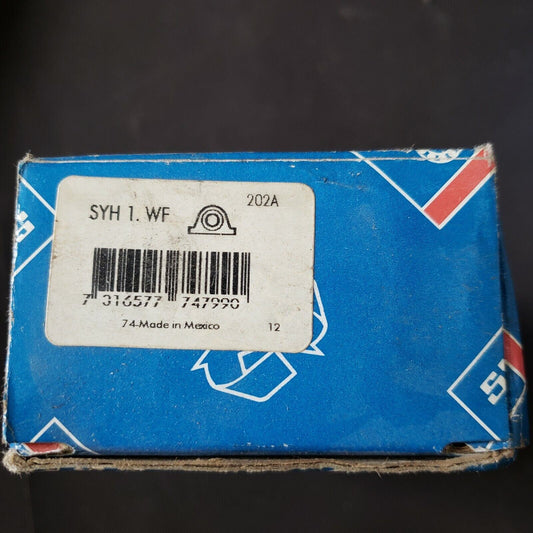 SYH 1. WF
202A
7 316577 747990
74-Made in Mexico
12